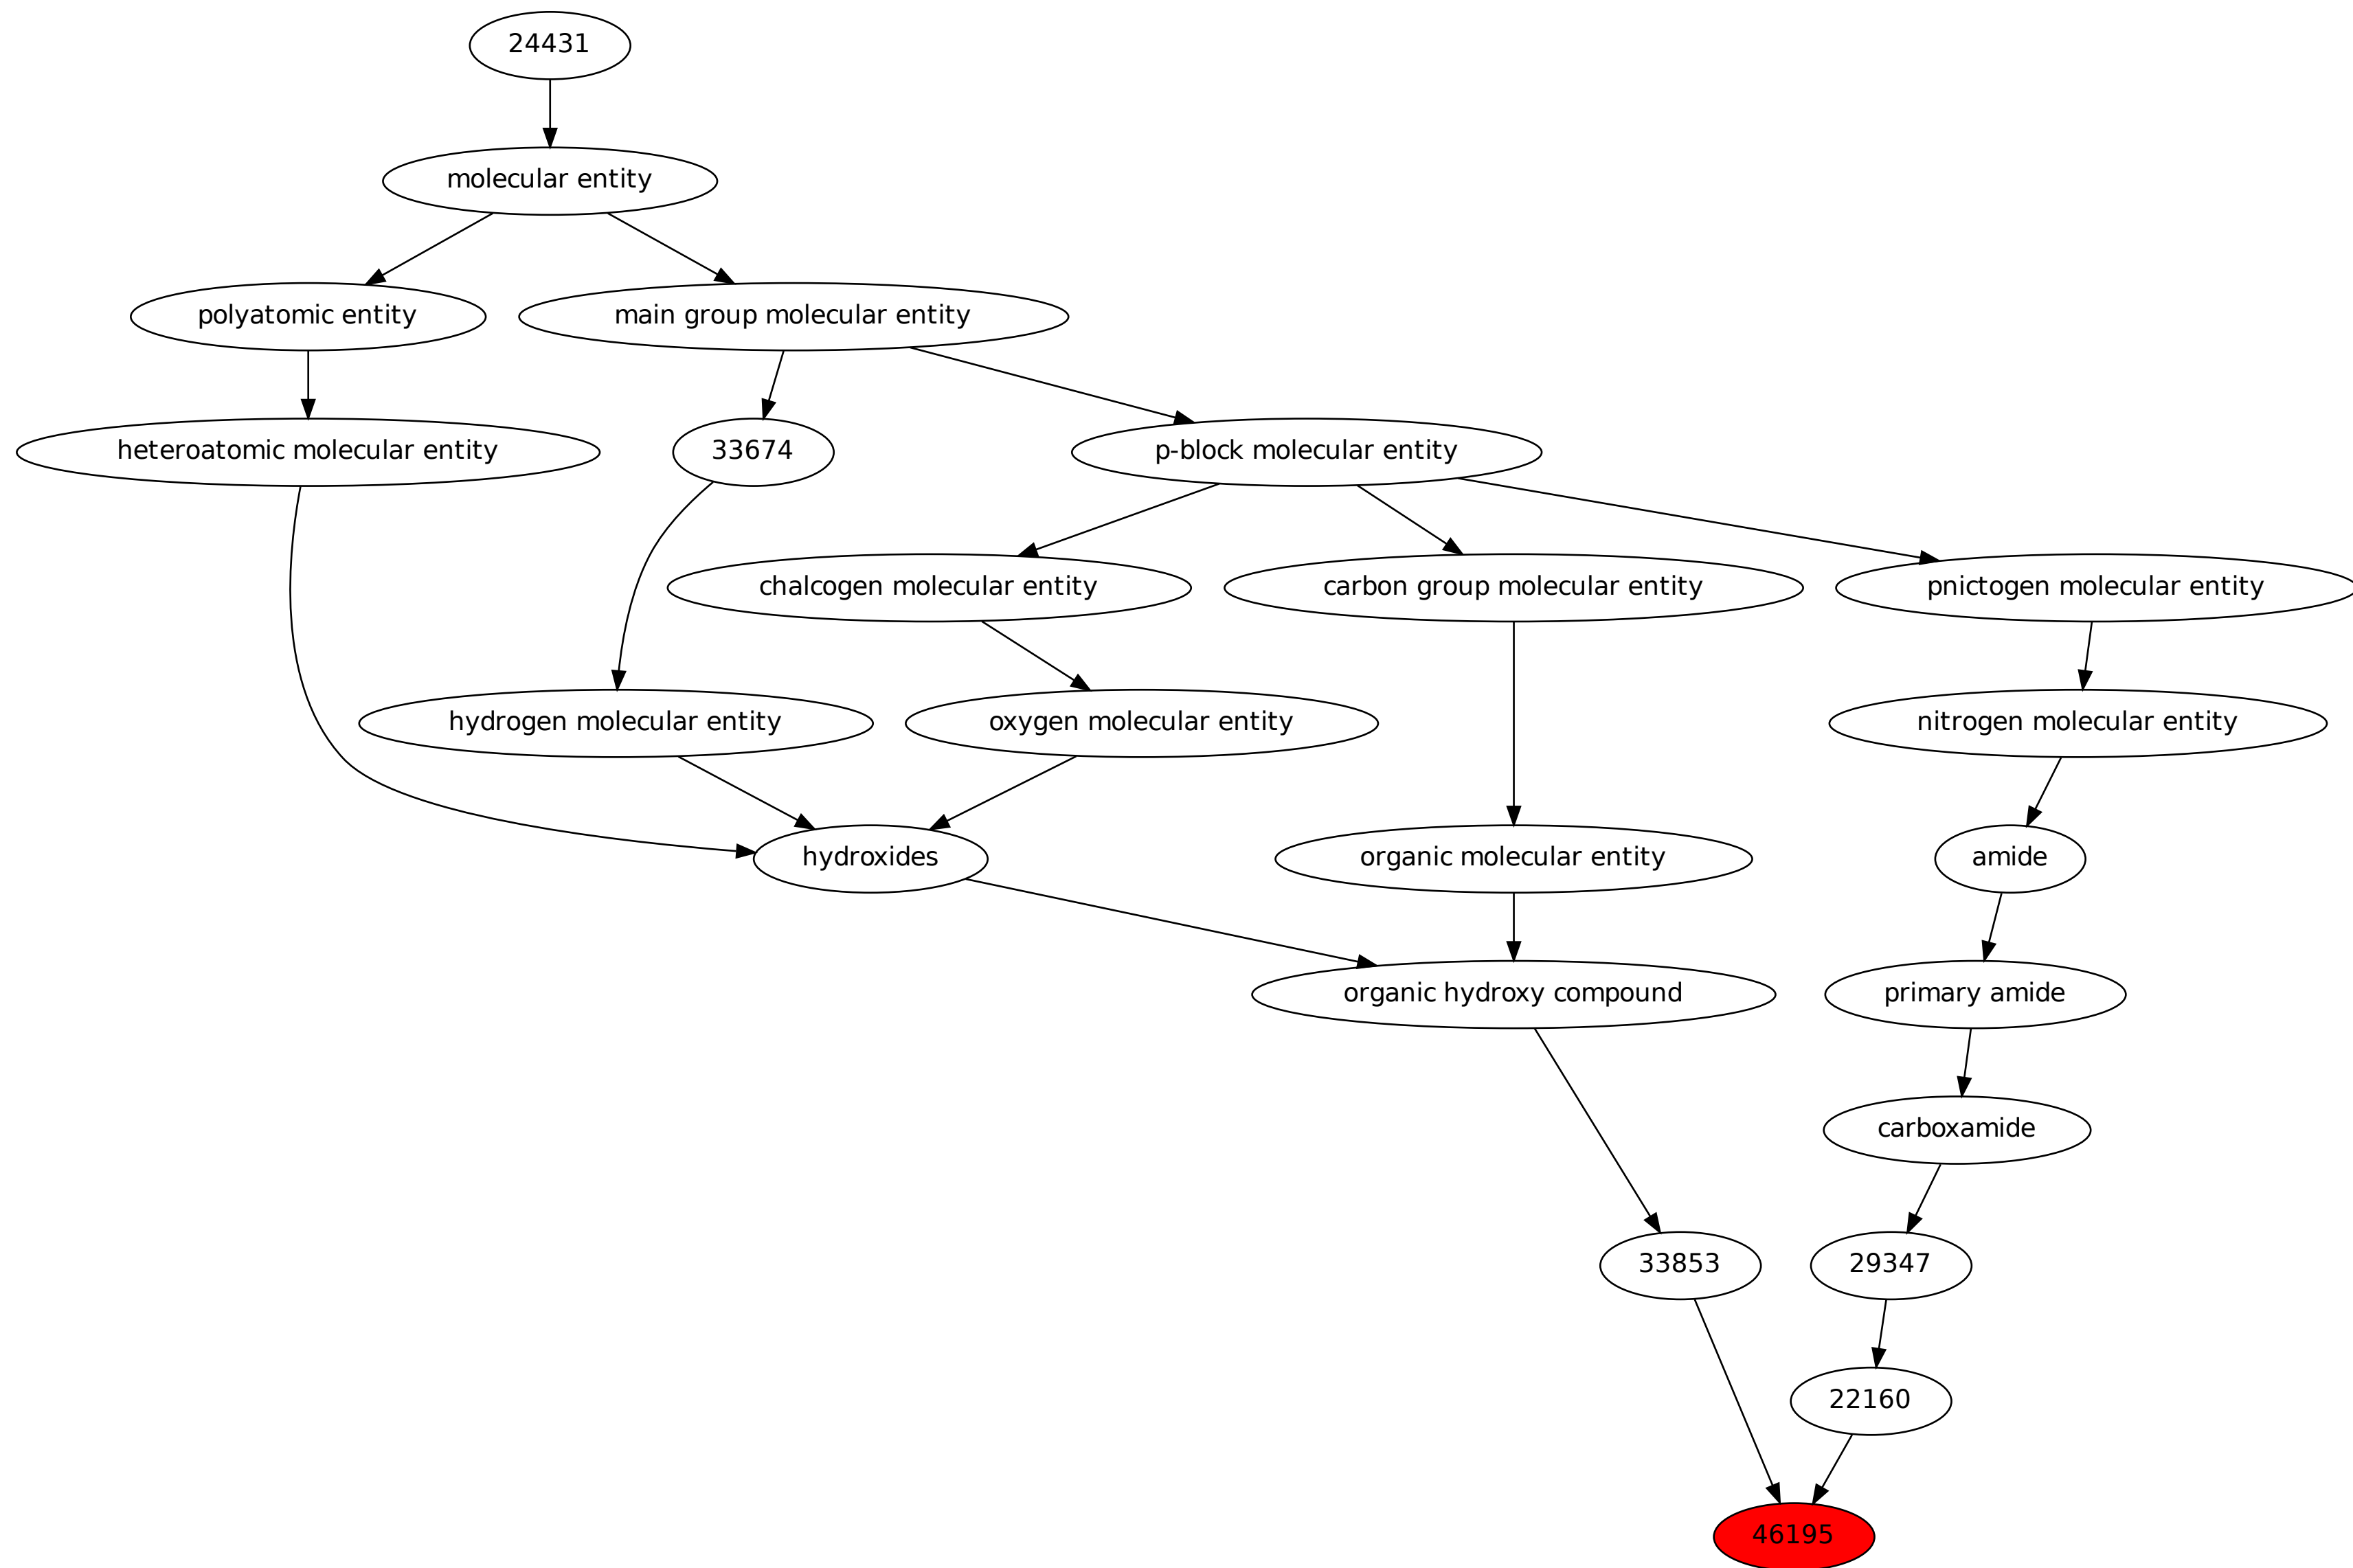 24431
molecular entity
polyatomic entity
main group molecular entity
heteroatomic molecular entity
33674
p-block molecular entity
chalcogen molecular entity
carbon group molecular entity
pnictogen molecular entity
hydrogen molecular entity
oxygen molecular entity
nitrogen molecular entity
hydroxides
organic molecular entity
amide
organic hydroxy compound
primary amide
carboxamide
33853
29347
22160
46195